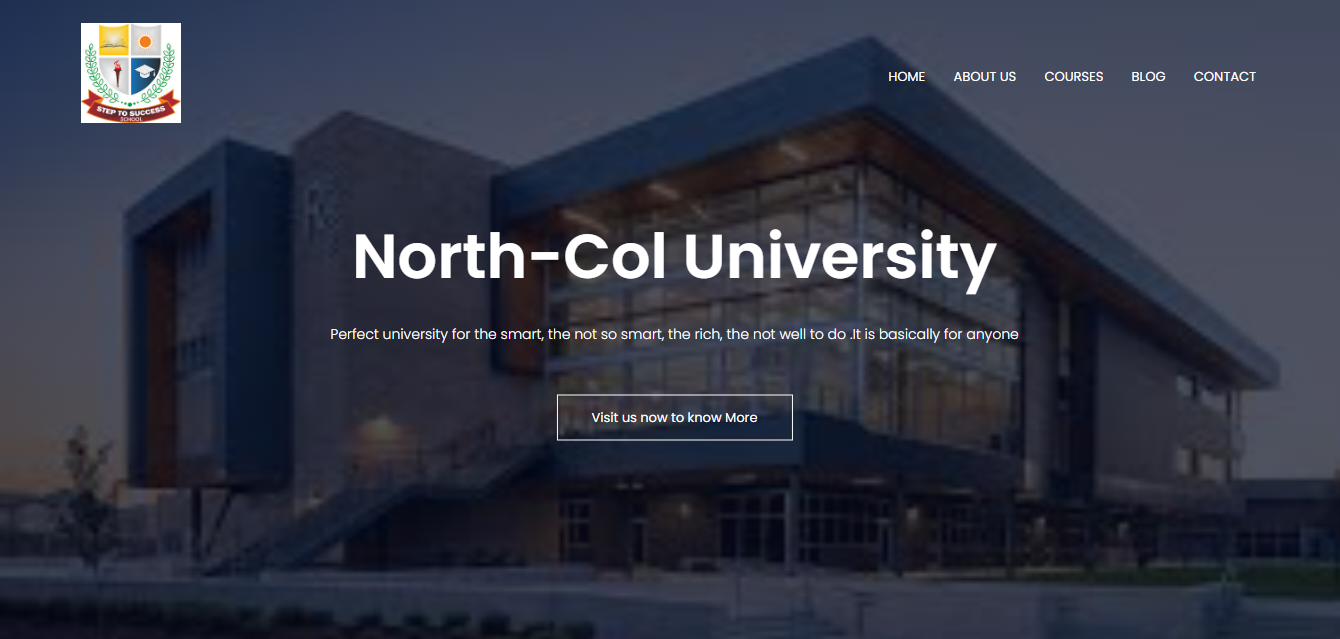 STEP TO SUCCESS
SCHOOL
HOME ABOUT US COURSES BLOG CONTACT
North-Col University
Perfect university for the smart, the not so smart, the rich, the not well to do .It is basically for anyone
Visit us now to know More